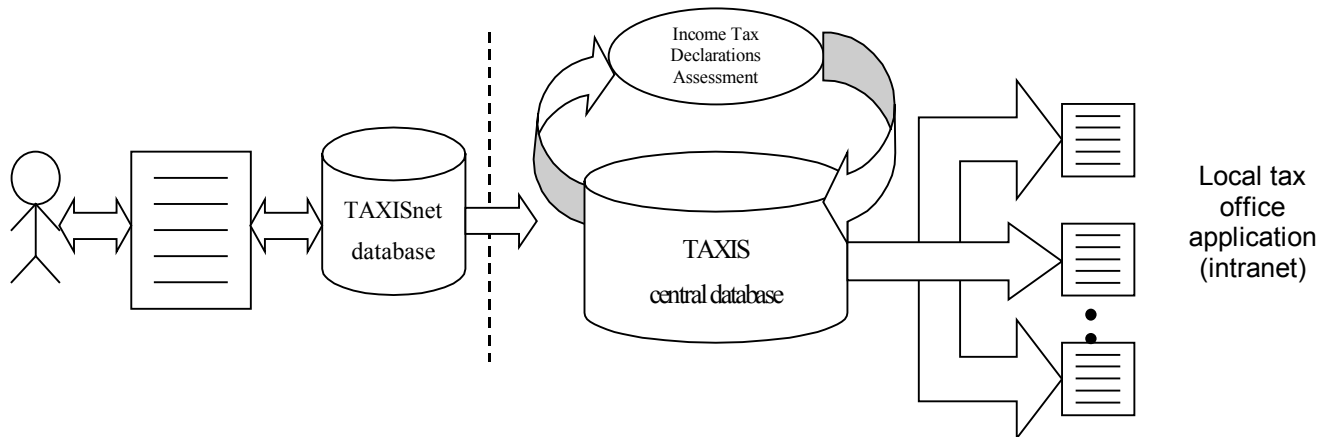 Income Tax
Declarations
Assessment
TAXISnet
database
TAXIS
central database
Local tax
office
application
(intranet)